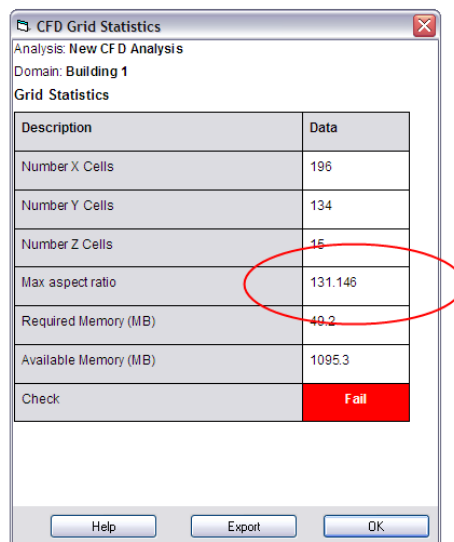 CFD Grid Statistics
Analysis: New CFD Analysis
Domain: Building 1
Grid Statistics
Description Data
Number X Cells 196
Number Y Cells 134
Number Z Cells 15
Max aspect ratio 131.146
Required Memory (MB) 49.2
Available Memory (MB) 1095.3
Check Fail
Help Export OK